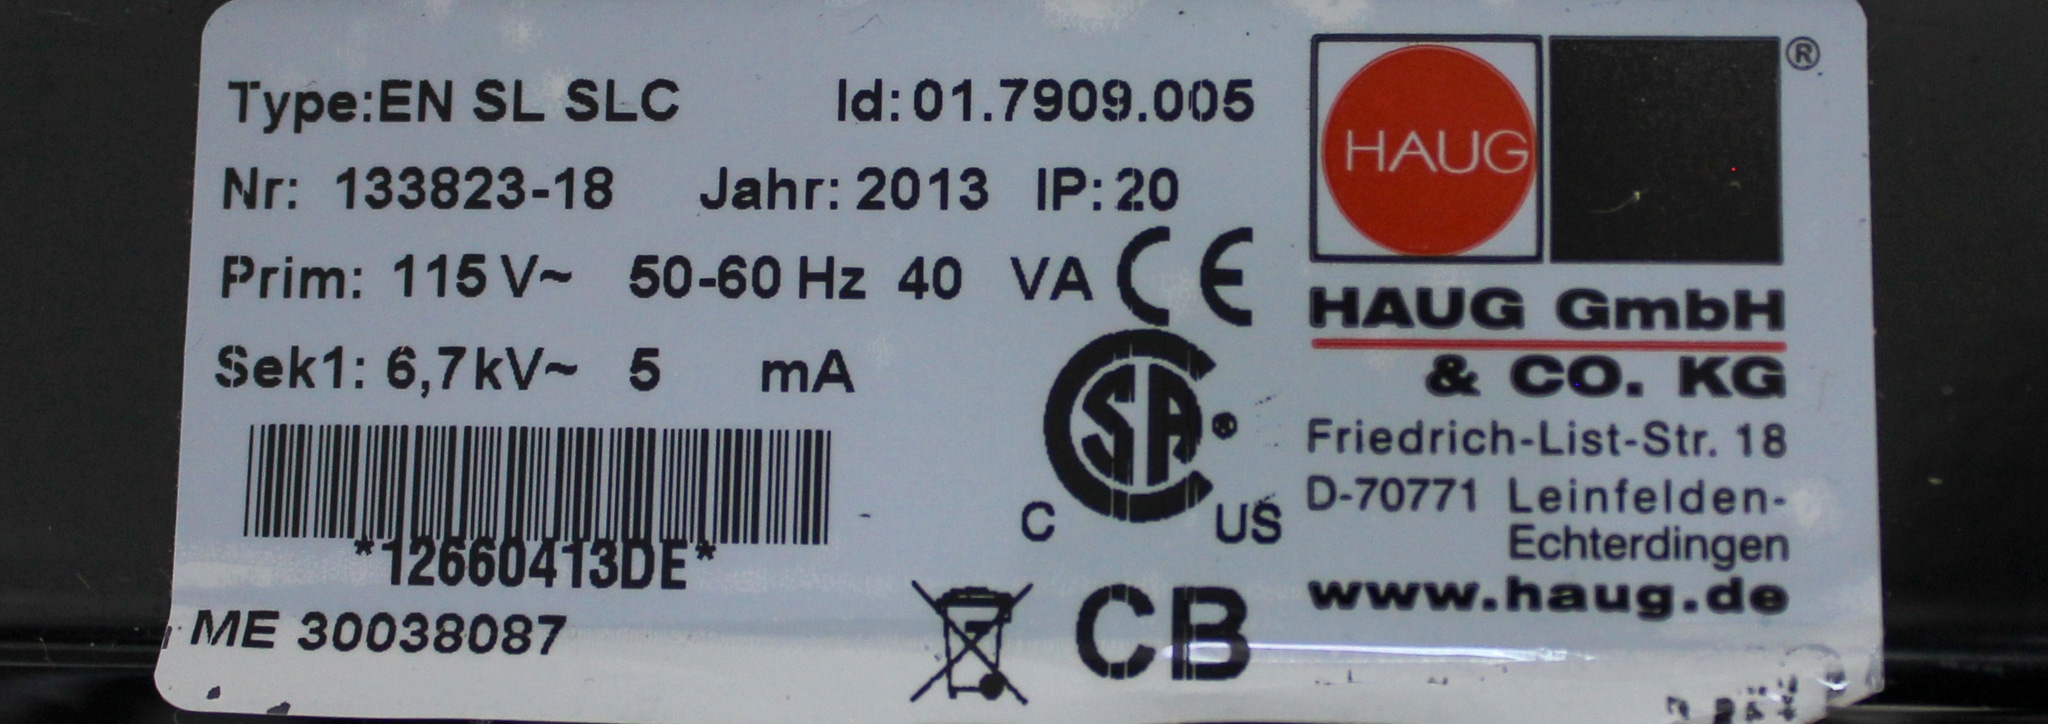 Type:EN SL SLC Id: 01.7909.005
Nr: 133823-18 Jahr: 2013 IP: 20
Prim: 115 V~ 50-60 Hz 40 VA CE
Sek1: 6,7kV~ 5 mA
*12660413DE*
ME 30038087
CSA®
C US
CB
HAUG ®
HAUG GmbH
& CO. KG
Friedrich-List-Str. 18
D-70771 Leinfelden-
Echterdingen
www.haug.de